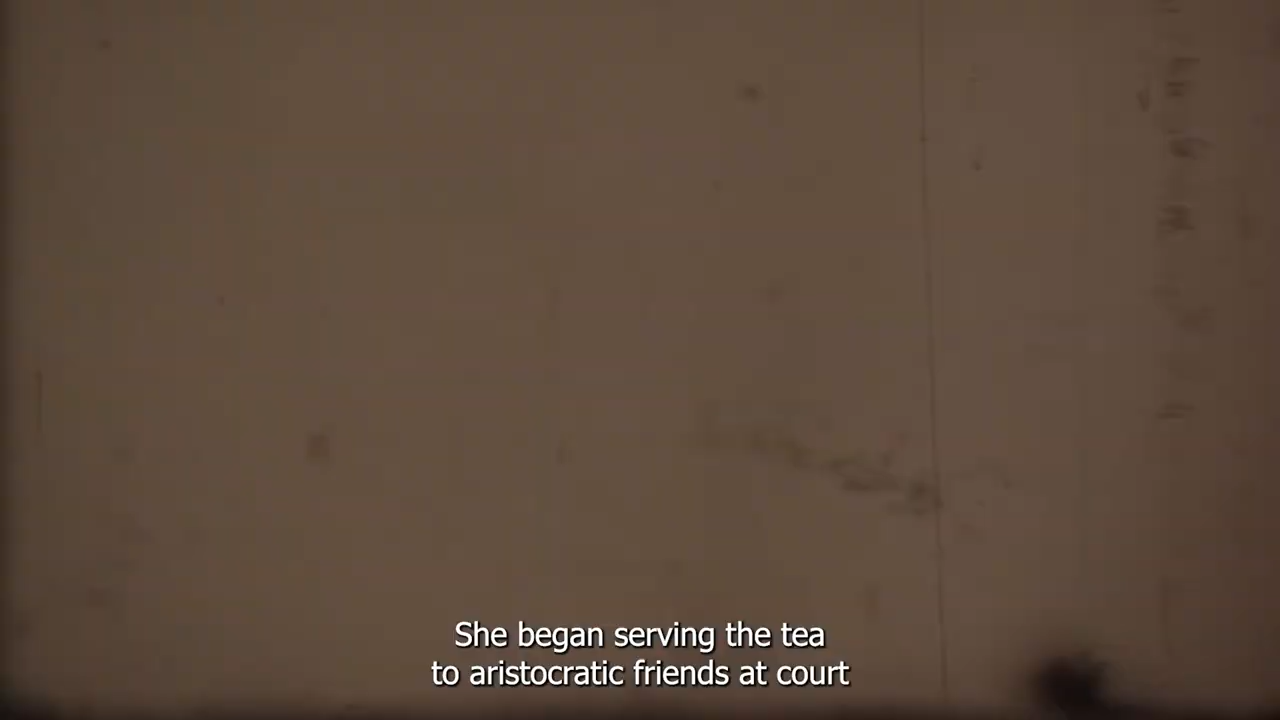 She began serving the tea
to aristocratic friends at court